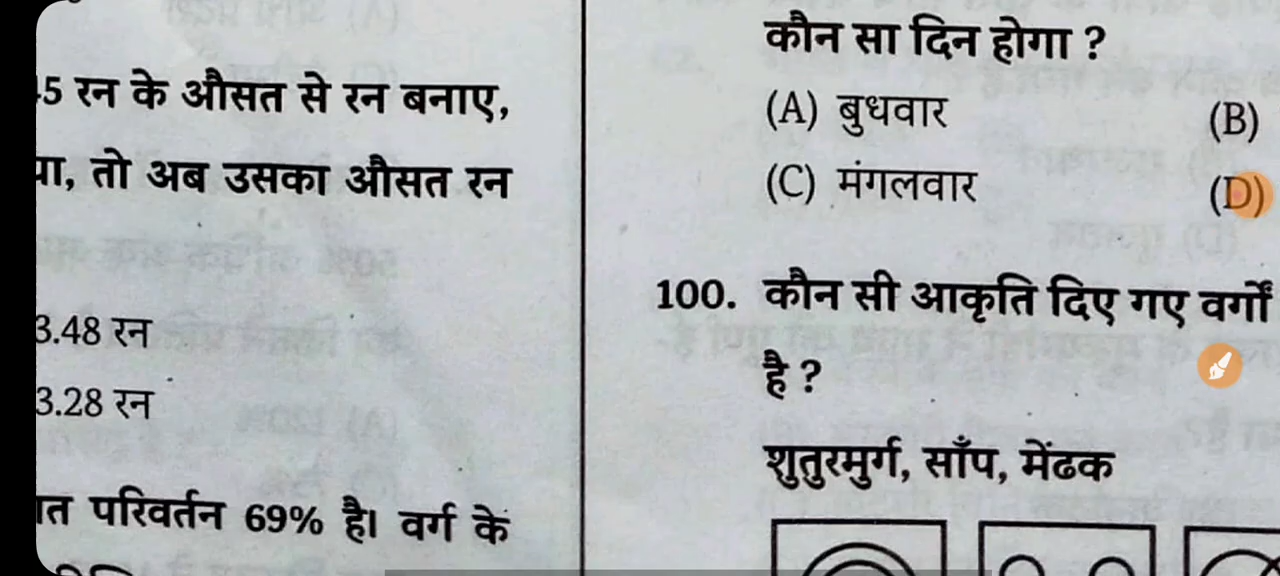 5 रन के औसत से रन बनाए,
तो अब उसका औसत रन
3.48 रन
3.28 रन
परिवर्तन 69% है। वर्ग के
कौन सा दिन होगा ?
(A) बुधवार (B)
(C) मंगलवार (D)
100. कौन सी आकृति दिए गए वर्गों
है ?
शुतुरमुर्ग, साँप, मेंढक